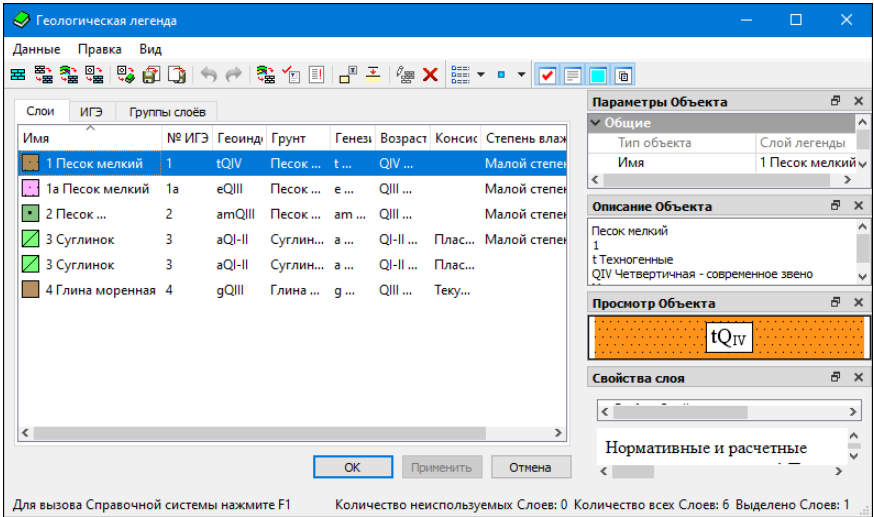 Геологическая легенда
Данные Правка Вид
Слои ИГЭ Группы слоёв
Имя № ИГЭ Геоинд Грунт Генезі Возраст Консис Степень влаж
1 Песок мелкий 1 tQIV Песок ... t ... QIV ... Малой степен
1а Песок мелкий 1а eQIII Песок ... e ... QIII ... Малой степен
2 Песок ... 2 amQIII Песок ... am ... QIII ... Малой степен
3 Суглинок 3 aQI-II Суглин... a ... QI-II ... Плас... Малой степен
3 Суглинок 3 aQI-II Суглин... a ... QI-II ... Плас...
4 Глина моренная 4 gQIII Глина ... g ... QIII ... Теку...
OK Применить Отмена
Параметры Объекта
Общие
Тип объекта Слой легенды
Имя 1 Песок мелкий
Описание Объекта
Песок мелкий
1
t Техногенные
QIV Четвертичная - современное звено
Просмотр Объекта
tQIV
Свойства слоя
Нормативные и расчетные
Для вызова Справочной системы нажмите F1 Количество неиспользуемых Слоев: 0 Количество всех Слоев: 6 Выделено Слоев: 1